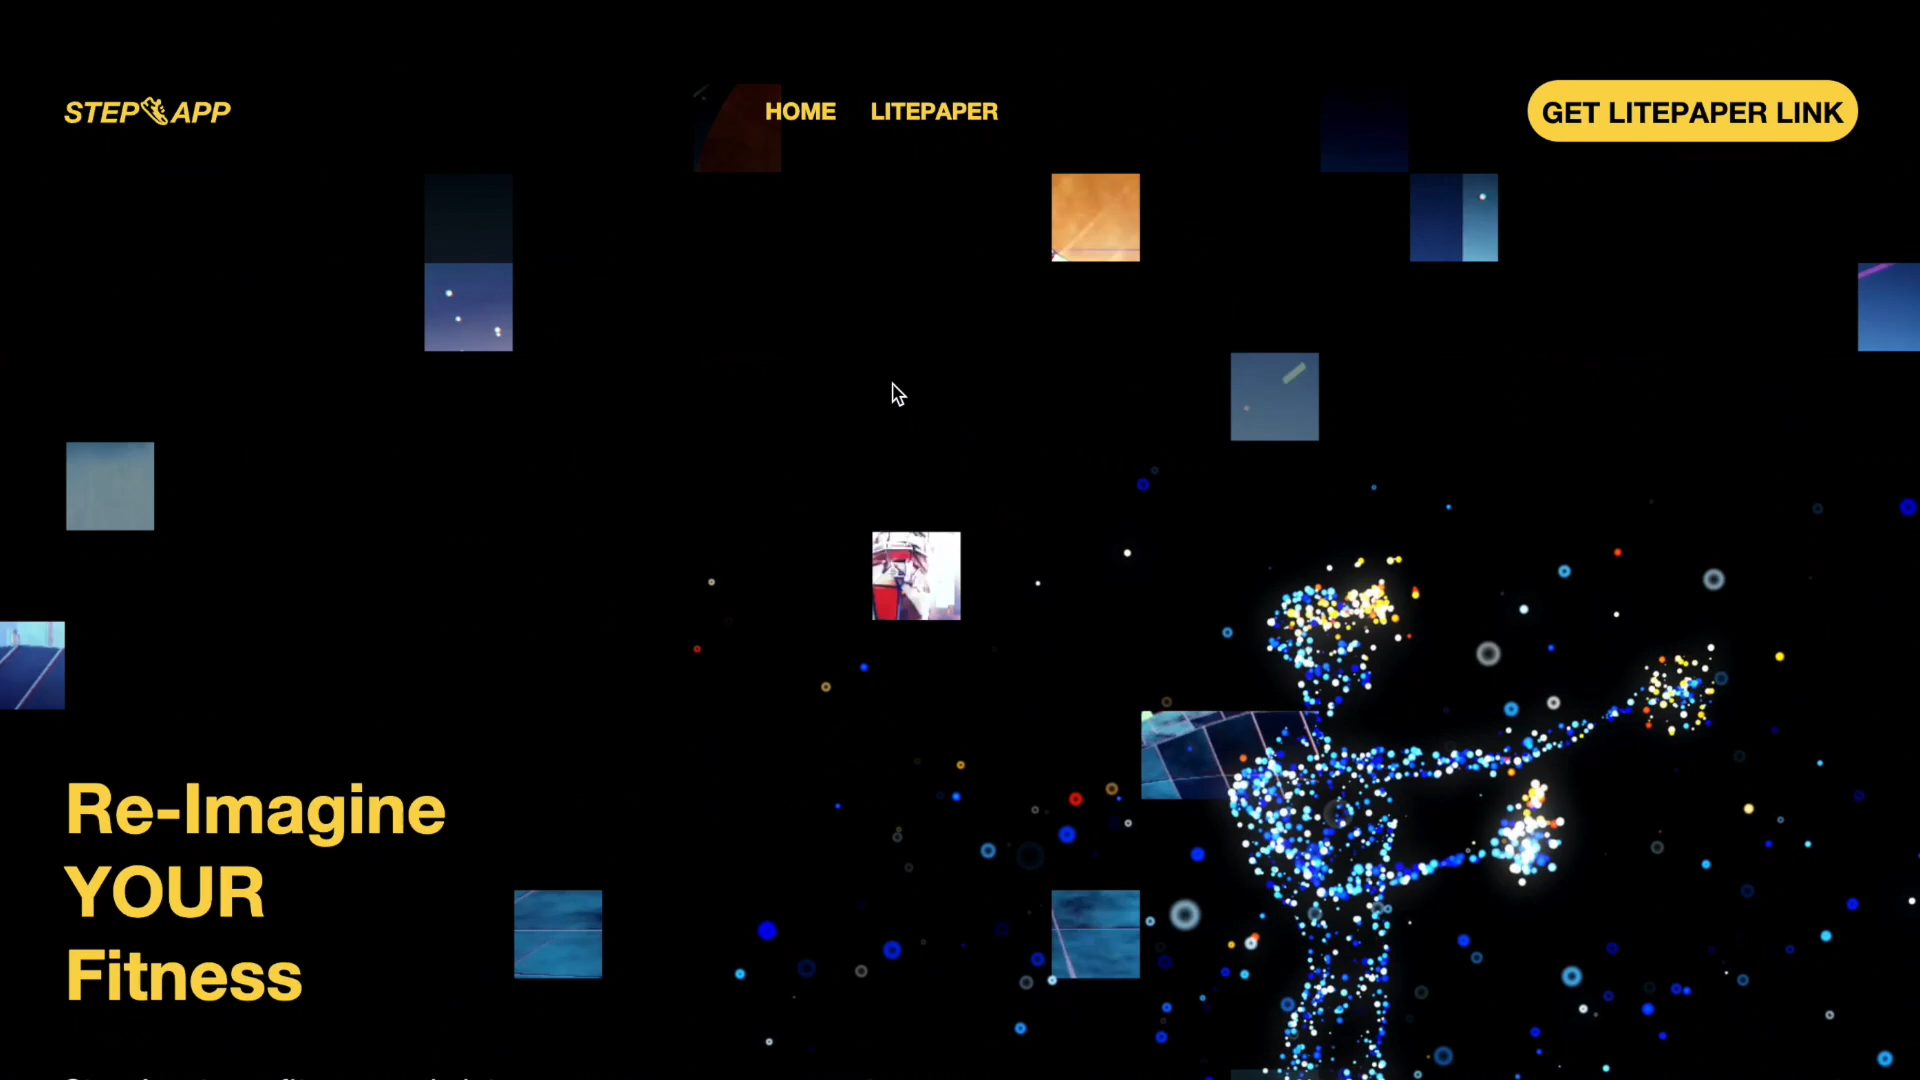 STEP APP
HOME
LITEPAPER
GET LITEPAPER LINK
Re-Imagine
YOUR
Fitness